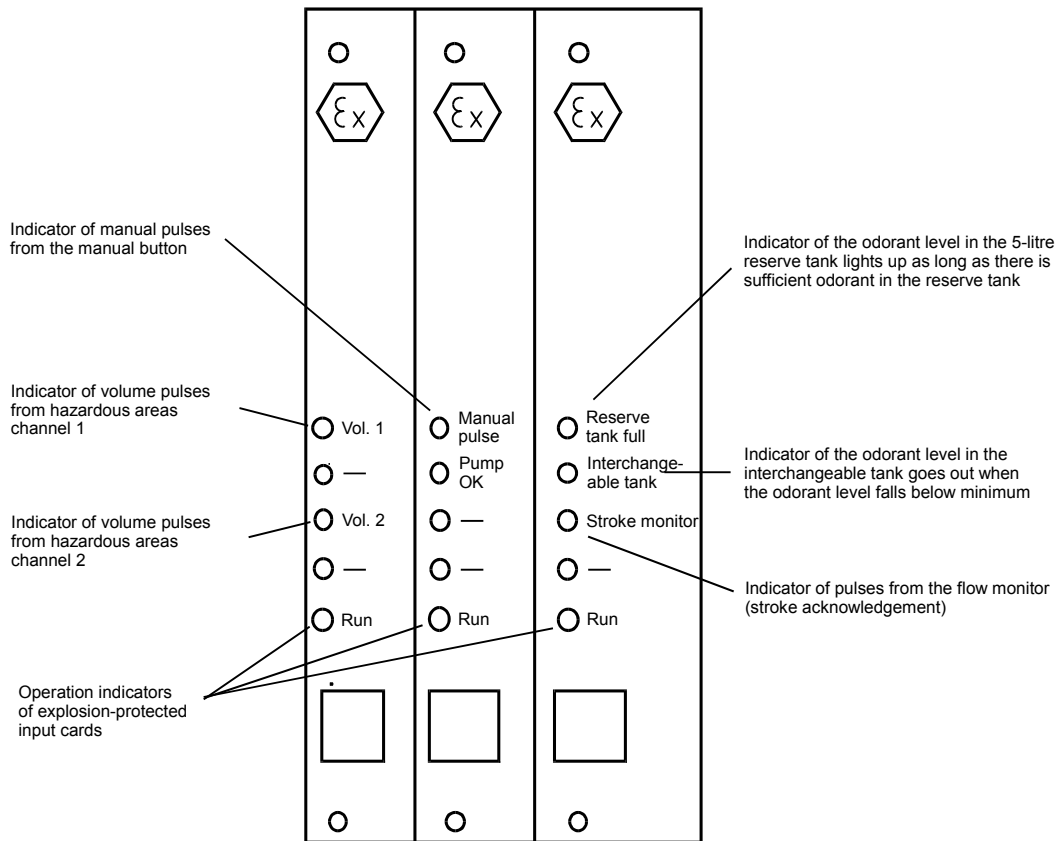 Ex
Ex
Ex
Indicator of manual pulses
from the manual button
Indicator of the odorant level in the 5-litre
reserve tank lights up as long as there is
sufficient odorant in the reserve tank
Indicator of volume pulses
from hazardous areas
channel 1
Vol. 1
Manual
pulse
Reserve
tank full
—
Pump
OK
Interchange-
able tank
Indicator of the odorant level in the
interchangeable tank goes out when
the odorant level falls below minimum
Indicator of volume pulses
from hazardous areas
channel 2
Vol. 2
—
Stroke monitor
—
—
—
Indicator of pulses from the flow monitor
(stroke acknowledgement)
Run
Run
Run
Operation indicators
of explosion-protected
input cards